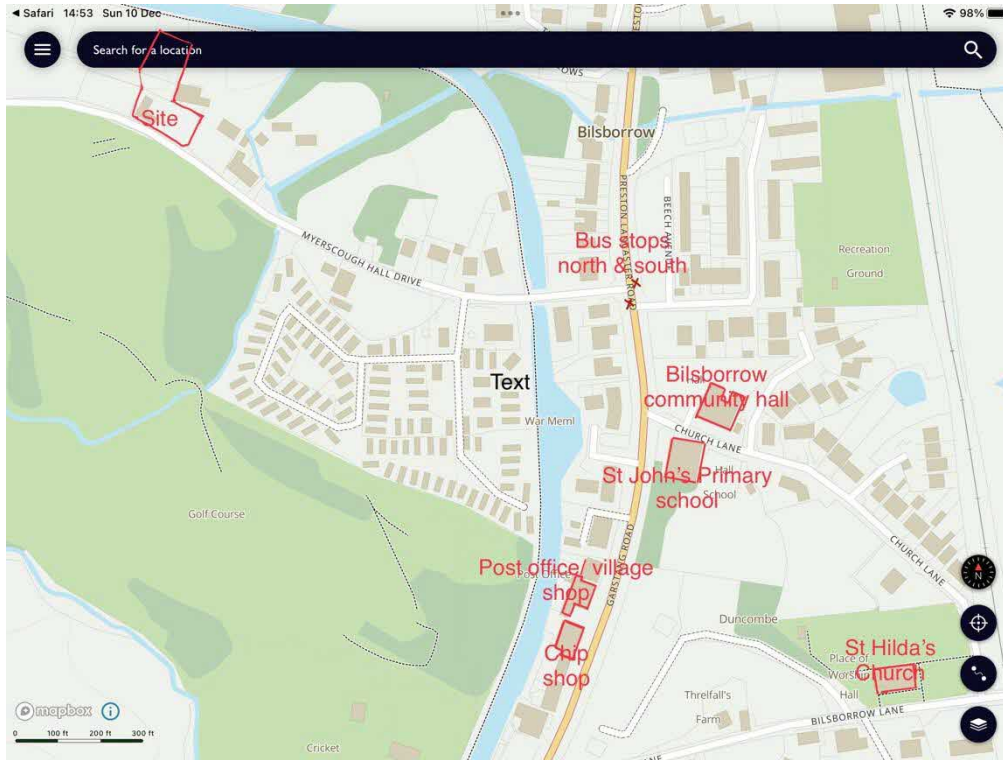 Safari 14:53 Sun 10 Dec
98%
Search for a location
Site
Bilsborrow
PRESTON LANCASTER ROAD
BEECH AVENUE
Bus stops
north & south
Recreation
Ground
MYERSCOUGH HALL DRIVE
Text
War Meml
Bilsborrow
community hall
Hall
CHURCH LANE
St John's Primary
school
Hall
School
Golf Course
GARSTANG ROAD
Post office/ village
shop
Post Office
CHURCH LANE
N
Chip
shop
Duncombe
St Hilda's
Church
Place of
Worship
Hall
Threlfall's
Farm
BILSBORROW LANE
mapbox
0 100 ft 200 ft 300 ft
Cricket